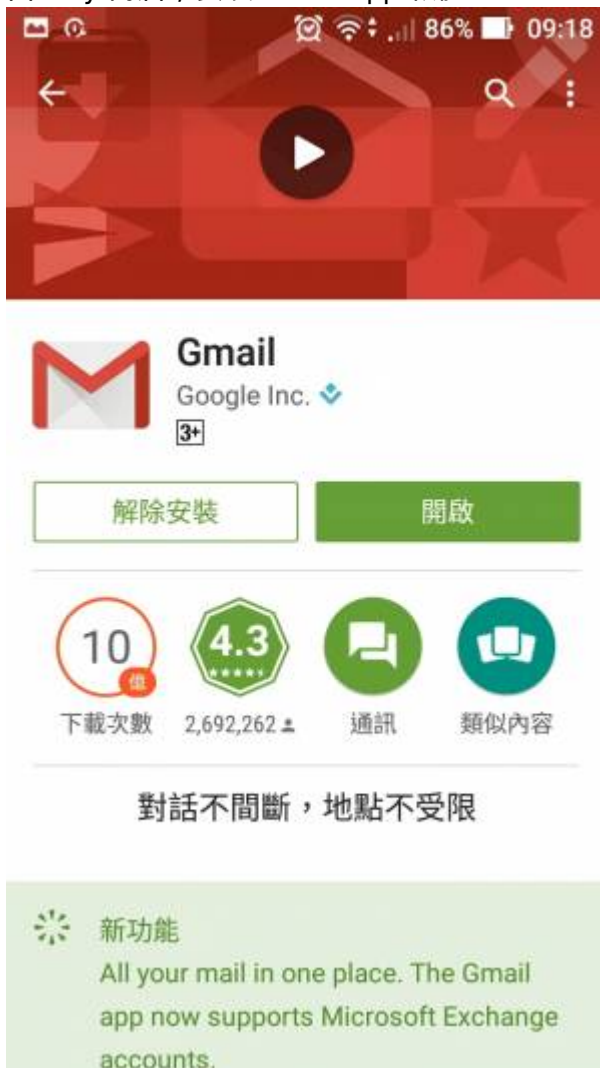 86% 09:18
Gmail
Google Inc.
3+
解除安裝 開啟
10 億 4.3
下載次數 2,692,262 通訊 類似內容
對話不間斷，地點不受限
新功能
All your mail in one place. The Gmail
app now supports Microsoft Exchange
accounts.